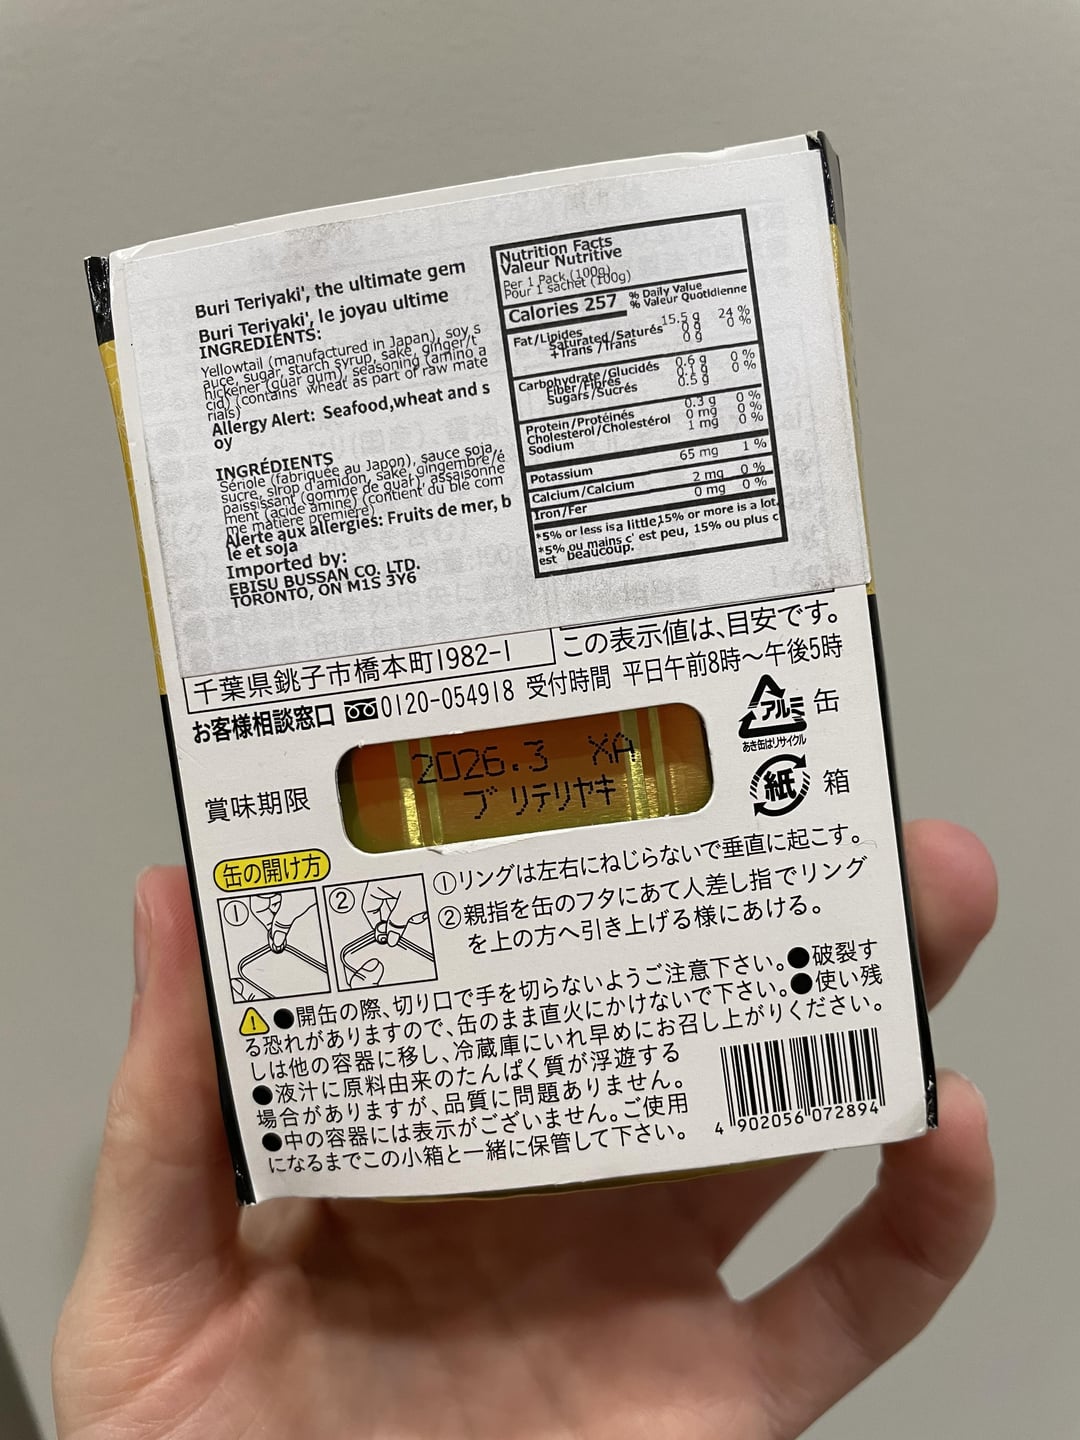 Buri Teriyaki', the ultimate gem
Buri Teriyaki', le joyau ultime
INGREDIENTS:
Yellowtail (manufactured in Japan), soy s
auce, sugar, starch syrup, sake, ginger/t
hickener (guar gum), seasoning (amino a
cid) (contains wheat as part of raw mate
rials)
Allergy Alert: Seafood,wheat and s
oy
INGRÉDIENTS
Sériole (fabriquée au Japon), sauce soja,
sucre, sirop d'amidon, saké, gingembre/é
paississant (gomme de guar), assaisonne
ment (acide aminé) (contient du blé com
me matière première)
Alerte aux allergies: Fruits de mer, b
lé et soja
Imported by:
EBISU BUSSAN CO. LTD.
TORONTO, ON M1S 3Y6
Nutrition Facts
Valeur Nutritive
Per 1 Pack (100g)
Pour 1 sachet (100g)
Calories 257 % Daily Value
% Valeur Quotidienne
Fat/Lipides 15.5 g 24 %
Saturated/Saturés 0 g 0 %
+Trans /Trans 0 g
Carbohydrate/Glucides 0.6 g 0 %
Fiber/Fibres 0.1 g 0 %
Sugars/Sucrés 0.5 g
Protein/Protéinés 0.3 g 0 %
Cholesterol/Cholestérol 0 mg 0 %
Sodium 1 mg 0 %
Potassium 65 mg 1 %
Calcium/Calcium 2 mg 0 %
Iron/Fer 0 mg 0 %
*5% or less is a little,15% or more is a lot.
*5% ou mains c' est peu, 15% ou plus c
est beaucoup.
千葉県銚子市橋本町1982-1
この表示値は、目安です。
お客様相談窓口 0120-054918 受付時間 平日午前8時〜午後5時
賞味期限
2026.3 XA
ブリテリヤキ
アルミ 缶
あき缶はリサイクル
紙 箱
缶の開け方
① ②
①リングは左右にねじらないで垂直に起こす。
②親指を缶のフタにあて人差し指でリング
を上の方へ引き上げる様にあける。
●開缶の際、切り口で手を切らないようご注意下さい。●破裂す
る恐れがありますので、缶のまま直火にかけないで下さい。●使い残
しは他の容器に移し、冷蔵庫にいれ早めにお召し上がりください。
●液汁に原料由来のたんぱく質が浮遊する
場合がありますが、品質に問題ありません。
●中の容器には表示がございません。ご使用
になるまでこの小箱と一緒に保管して下さい。
4 902056 072894